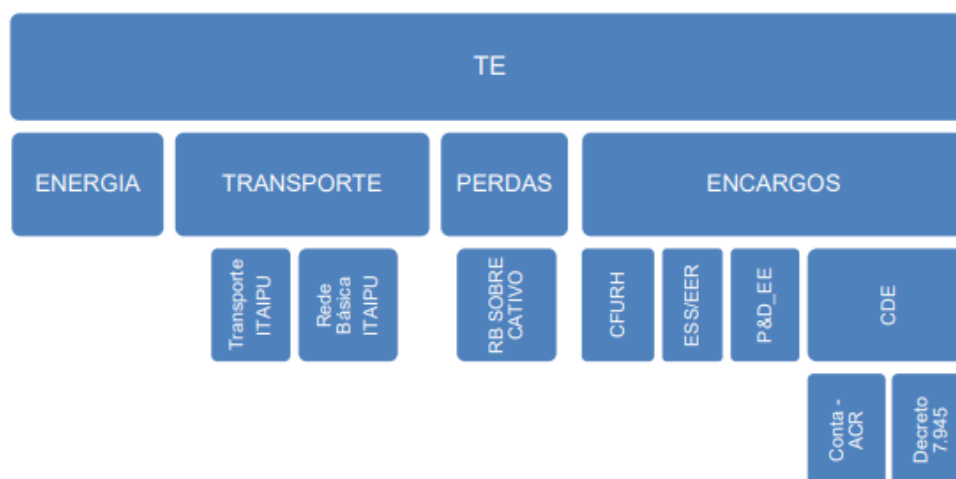 TE
ENERGIA
TRANSPORTE
PERDAS
ENCARGOS
Transporte
ITAIPU
Rede
Básica
ITAIPU
RB SOBRE
CATIVO
CFURH
ESS/EER
P&D_EE
CDE
Conta -
ACR
Decreto
7.945